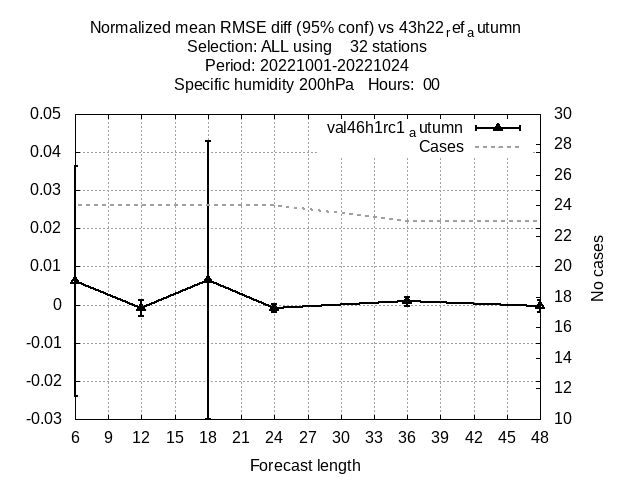 Normalized mean RMSE diff (95% conf) vs 43h22refautumn
Selection: ALL using    32 stations
Period: 20221001-20221024
Specific humidity 200hPa   Hours:  00
val46h1rc1autumn
Cases
0.05
0.04
0.03
0.02
0.01
0
-0.01
-0.02
-0.03
30
28
26
24
22
20
18
16
14
12
10
No cases
6 9 12 15 18 21 24 27 30 33 36 39 42 45 48
Forecast length